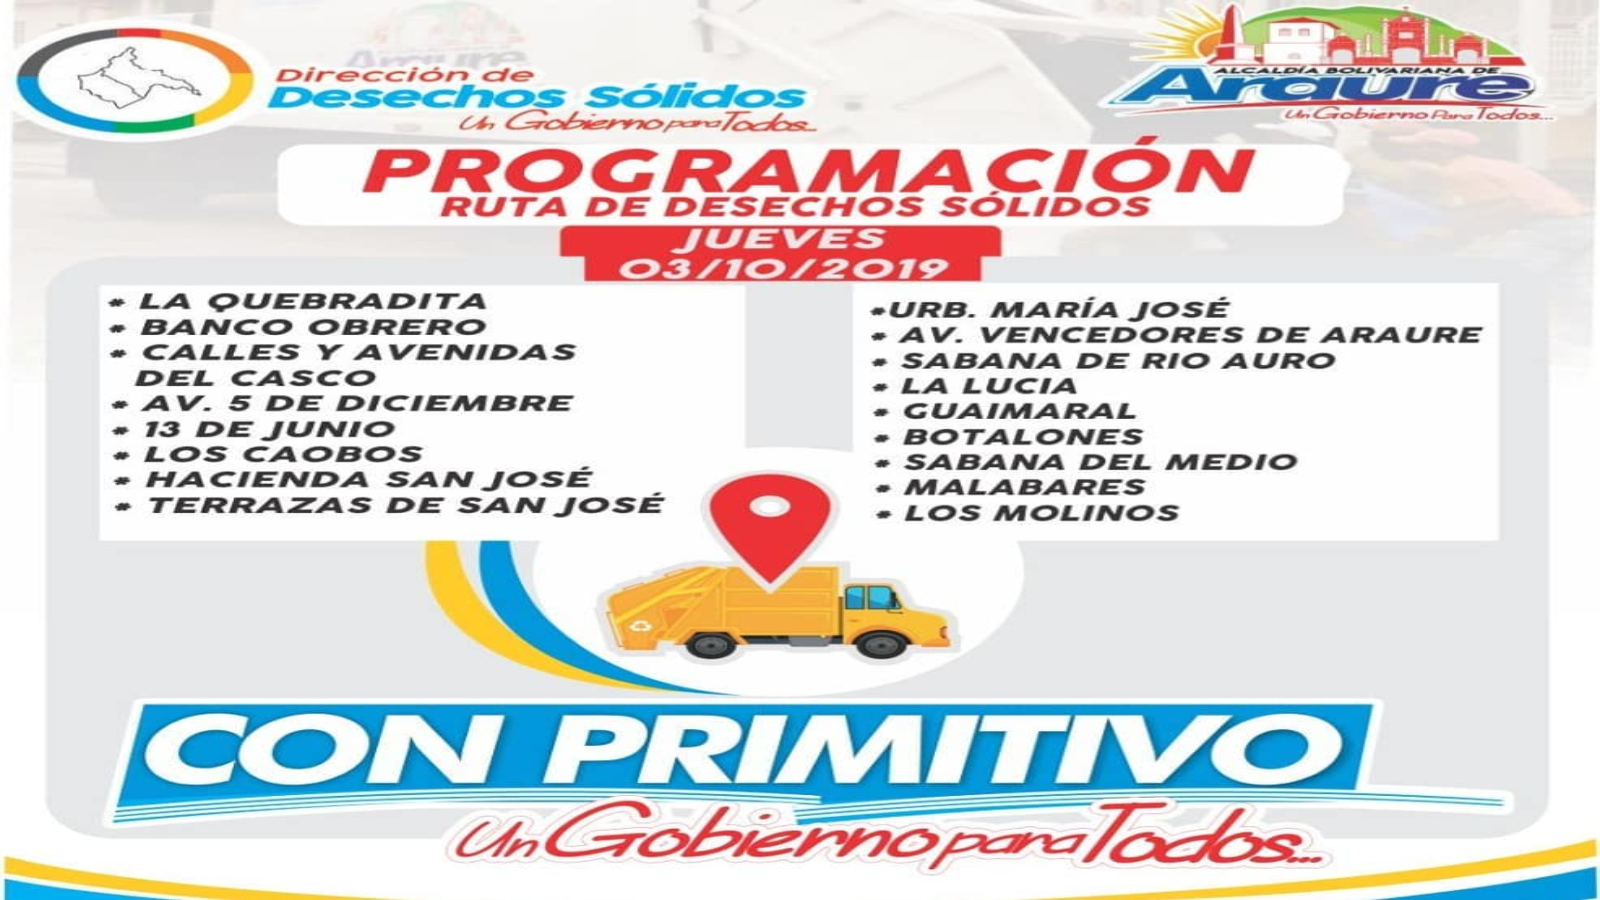 Dirección de
Desechos Sólidos
Un Gobierno para Todos...
ALCALDÍA BOLIVARIANA DE
Araure
Un Gobierno Para Todos...
PROGRAMACIÓN
RUTA DE DESECHOS SÓLIDOS
JUEVES
03/10/2019
* LA QUEBRADITA
* BANCO OBRERO
* CALLES Y AVENIDAS
DEL CASCO
* AV. 5 DE DICIEMBRE
* 13 DE JUNIO
* LOS CAOBOS
* HACIENDA SAN JOSÉ
* TERRAZAS DE SAN JOSÉ
*URB. MARÍA JOSÉ
* AV. VENCEDORES DE ARAURE
* SABANA DE RIO AURO
* LA LUCIA
* GUAIMARAL
* BOTALONES
* SABANA DEL MEDIO
* MALABARES
* LOS MOLINOS
CON PRIMITIVO
Un Gobierno para Todos...